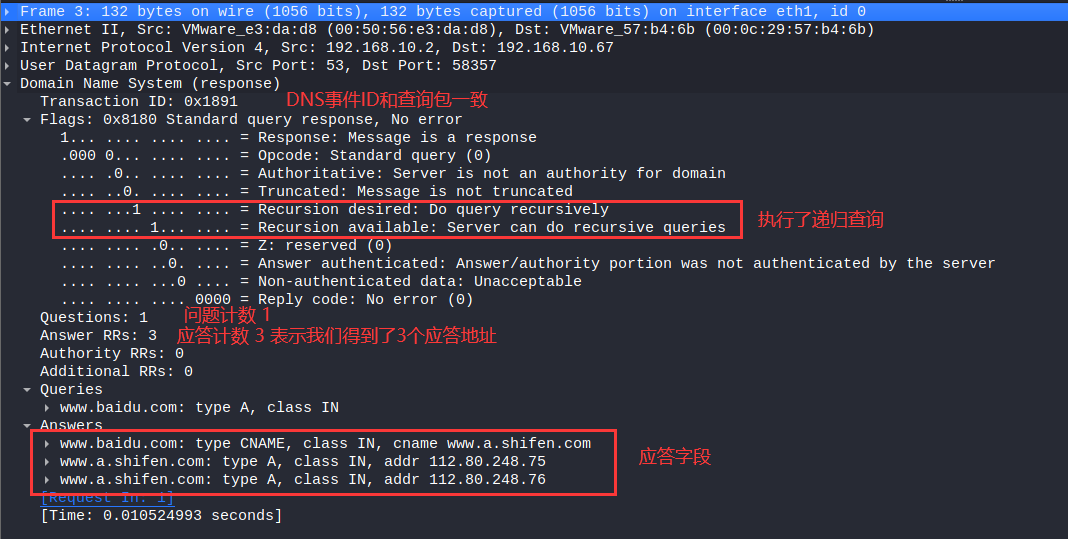 Frame 3: 132 bytes on wire (1056 bits), 132 bytes captured (1056 bits) on interface eth1, id 0
Ethernet II, Src: VMware_e3:da:d8 (00:50:56:e3:da:d8), Dst: VMware_57:b4:6b (00:0c:29:57:b4:6b)
Internet Protocol Version 4, Src: 192.168.10.2, Dst: 192.168.10.67
User Datagram Protocol, Src Port: 53, Dst Port: 58357
Domain Name System (response)
Transaction ID: 0x1891 DNS事件ID和查询包一致
Flags: 0x8180 Standard query response, No error
1... .... .... .... = Response: Message is a response
.000 0... .... .... = Opcode: Standard query (0)
.... .0.. .... .... = Authoritative: Server is not an authority for domain
.... ..0. .... .... = Truncated: Message is not truncated
.... ...1 .... .... = Recursion desired: Do query recursively
执行了递归查询
.... .... 1... .... = Recursion available: Server can do recursive queries
.... .... .0.. .... = Z: reserved (0)
.... .... ..0. .... = Answer authenticated: Answer/authority portion was not authenticated by the server
.... .... ...0 .... = Non-authenticated data: Unacceptable
.... .... .... 0000 = Reply code: No error (0)
Questions: 1 问题计数 1
Answer RRs: 3 应答计数 3 表示我们得到了3个应答地址
Authority RRs: 0
Additional RRs: 0
Queries
www.baidu.com: type A, class IN
Answers
www.baidu.com: type CNAME, class IN, cname www.a.shifen.com
www.a.shifen.com: type A, class IN, addr 112.80.248.75 应答字段
www.a.shifen.com: type A, class IN, addr 112.80.248.76
[Request In: 1]
[Time: 0.010524993 seconds]